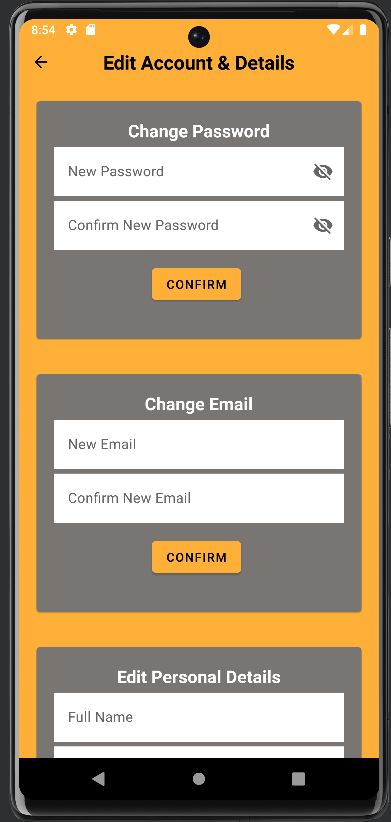 8:54
Edit Account & Details
Change Password
New Password
Confirm New Password
CONFIRM
Change Email
New Email
Confirm New Email
CONFIRM
Edit Personal Details
Full Name